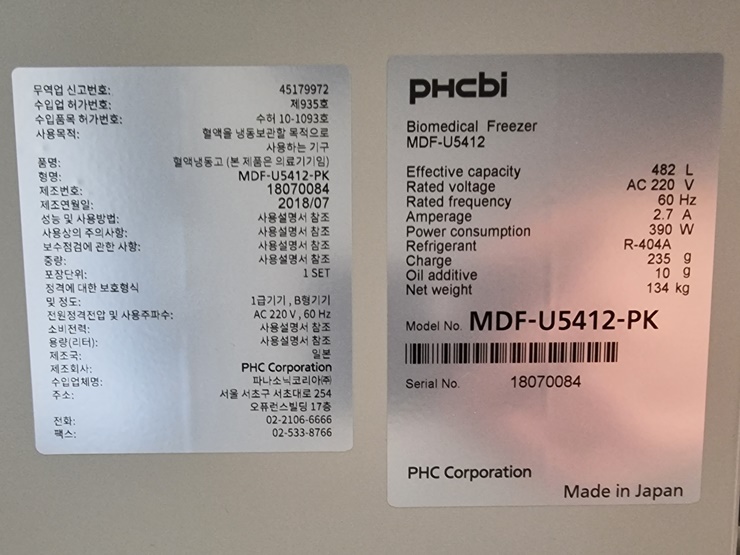 무역업 신고번호: 45179972
수입업 허가번호: 제935호
수입품목 허가번호: 수허 10-1093호
사용목적: 혈액을 냉동보관할 목적으로
사용하는 기구
품명: 혈액냉동고 (본 제품은 의료기기임)
형명: MDF-U5412-PK
제조번호: 18070084
제조연월일: 2018/07
성능 및 사용방법: 사용설명서 참조
사용상의 주의사항: 사용설명서 참조
보수점검에 관한 사항: 사용설명서 참조
중량: 사용설명서 참조
포장단위: 1 SET
정격에 대한 보호형식
및 정도: 1급기기 , B형기기
전원정격전압 및 사용주파수: AC 220 V , 60 Hz
소비전력: 사용설명서 참조
용량(리터): 사용설명서 참조
제조국: 일본
제조회사: PHC Corporation
수입업체명: 파나소닉코리아㈜
주소: 서울 서초구 서초대로 254
오퓨런스빌딩 17층
전화: 02-2106-6666
팩스: 02-533-8766
PHCbi
Biomedical Freezer
MDF-U5412
Effective capacity 482 L
Rated voltage AC 220 V
Rated frequency 60 Hz
Amperage 2.7 A
Power consumption 390 W
Refrigerant R-404A
Charge 235 g
Oil additive 10 g
Net weight 134 kg
Model No. MDF-U5412-PK
Serial No. 18070084
PHC Corporation
Made in Japan